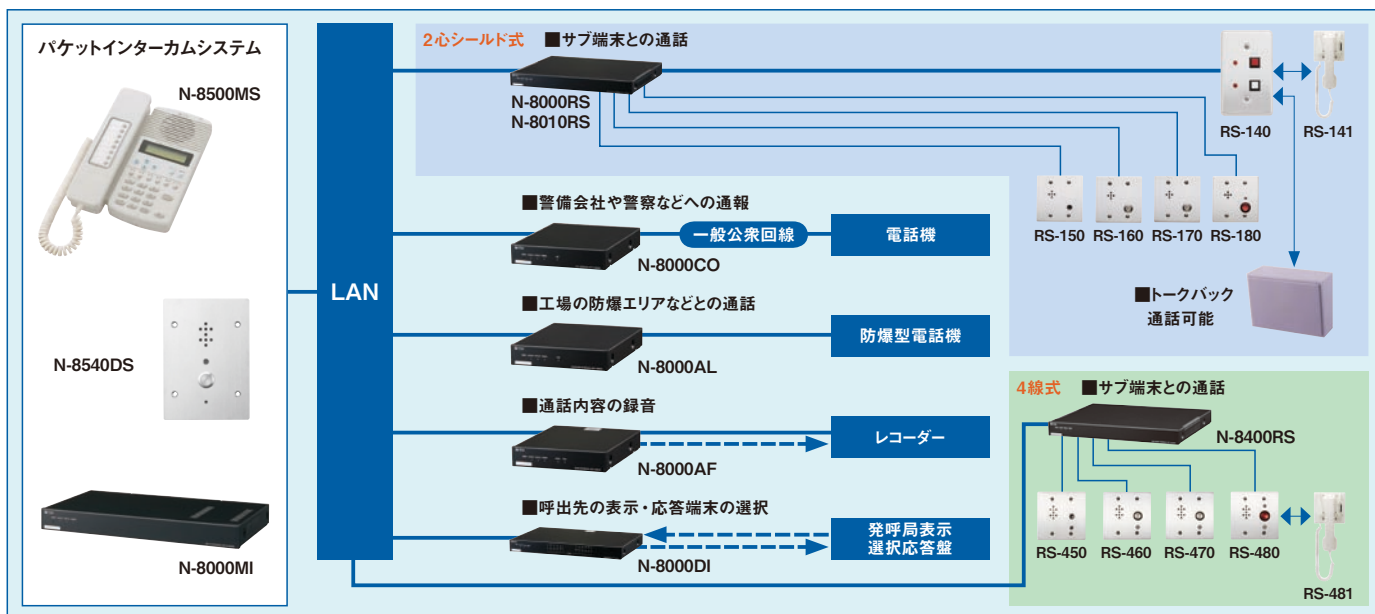 パケットインターカムシステム
N-8500MS
N-8540DS
N-8000MI
LAN
2心シールド式 ■サブ端末との通話
N-8000RS
N-8010RS
RS-140
RS-141
RS-150
RS-160
RS-170
RS-180
■トークバック
通話可能
■警備会社や警察などへの通報
N-8000CO
一般公衆回線
電話機
■工場の防爆エリアなどとの通話
N-8000AL
防爆型電話機
■通話内容の録音
N-8000AF
レコーダー
■呼出先の表示・応答端末の選択
N-8000DI
発呼局表示
選択応答盤
4線式 ■サブ端末との通話
N-8400RS
RS-450
RS-460
RS-470
RS-480
RS-481